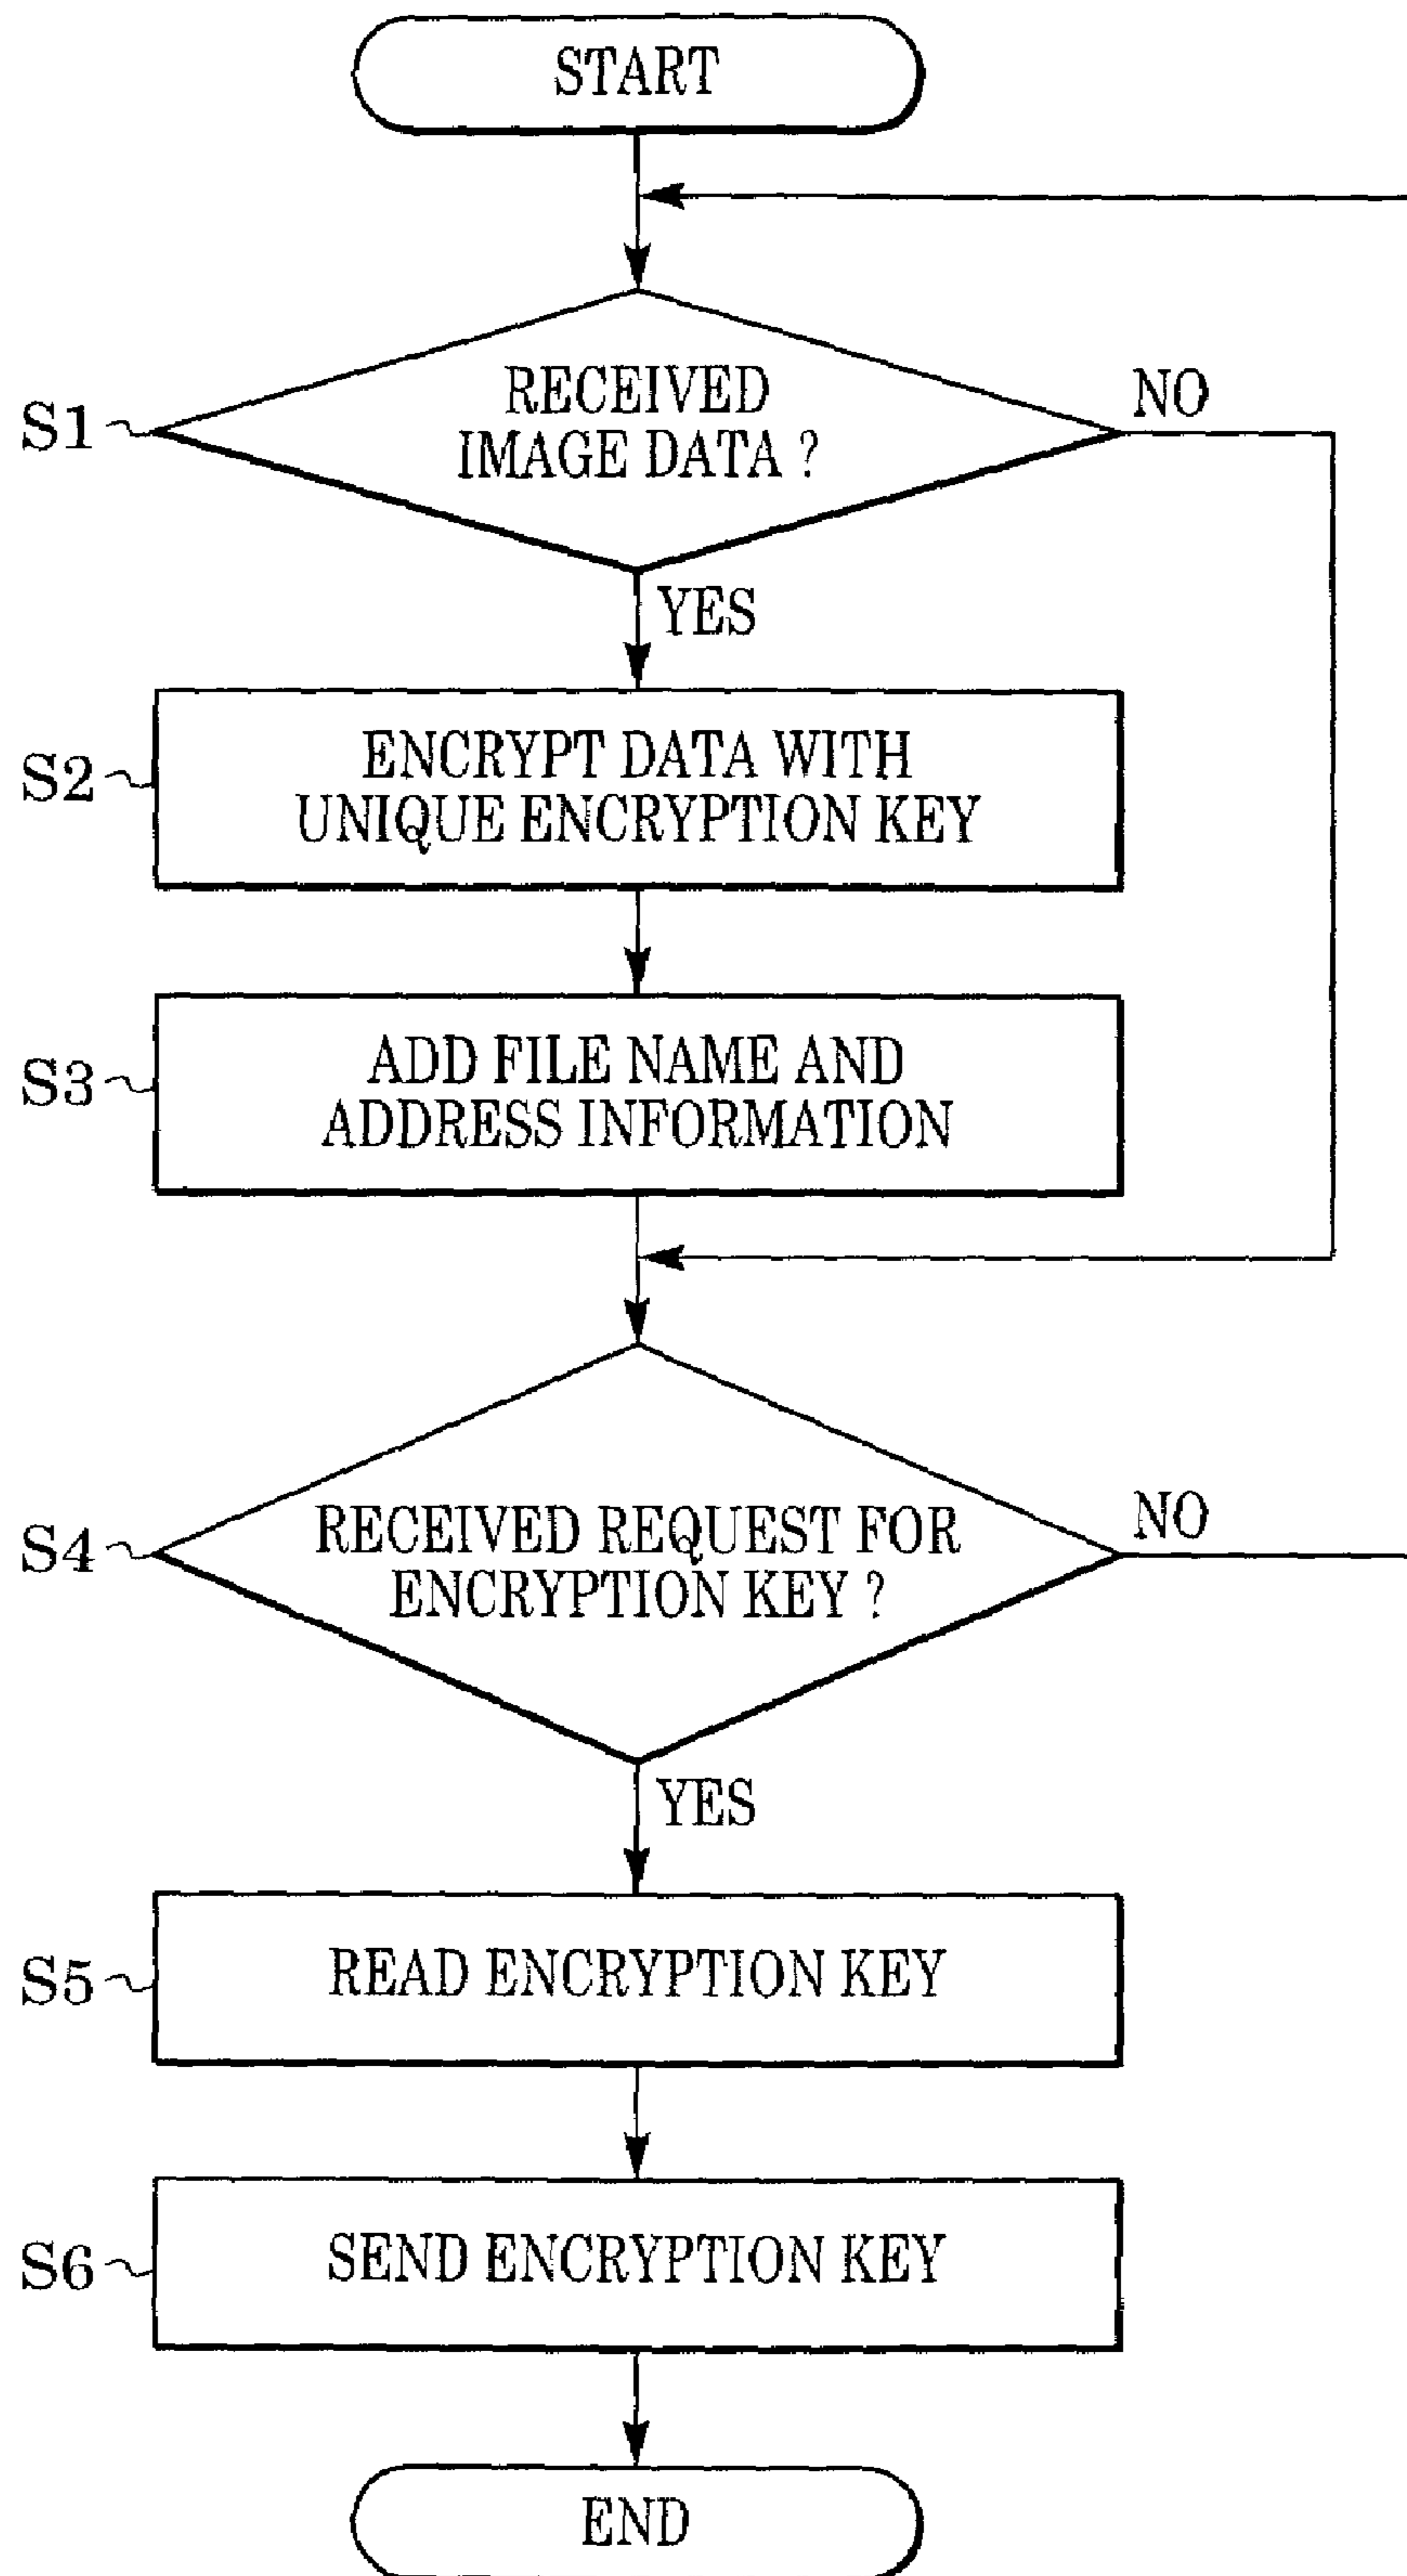 START
RECEIVED
IMAGE DATA ?
NO
S1
YES
ENCRYPT DATA WITH
UNIQUE ENCRYPTION KEY
S2
ADD FILE NAME AND
ADDRESS INFORMATION
S3
RECEIVED REQUEST FOR
ENCRYPTION KEY ?
NO
S4
YES
READ ENCRYPTION KEY
S5
SEND ENCRYPTION KEY
S6
END